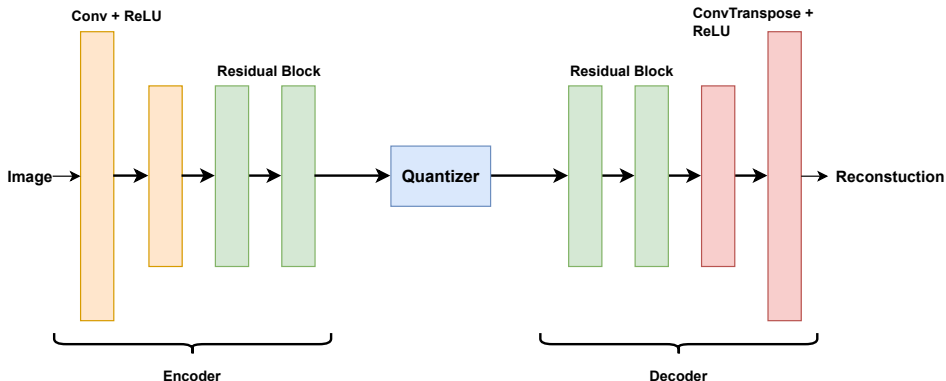 Conv + ReLU
ConvTranspose +
ReLU
Residual Block
Residual Block
Image
Quantizer
Reconstuction
Encoder
Decoder